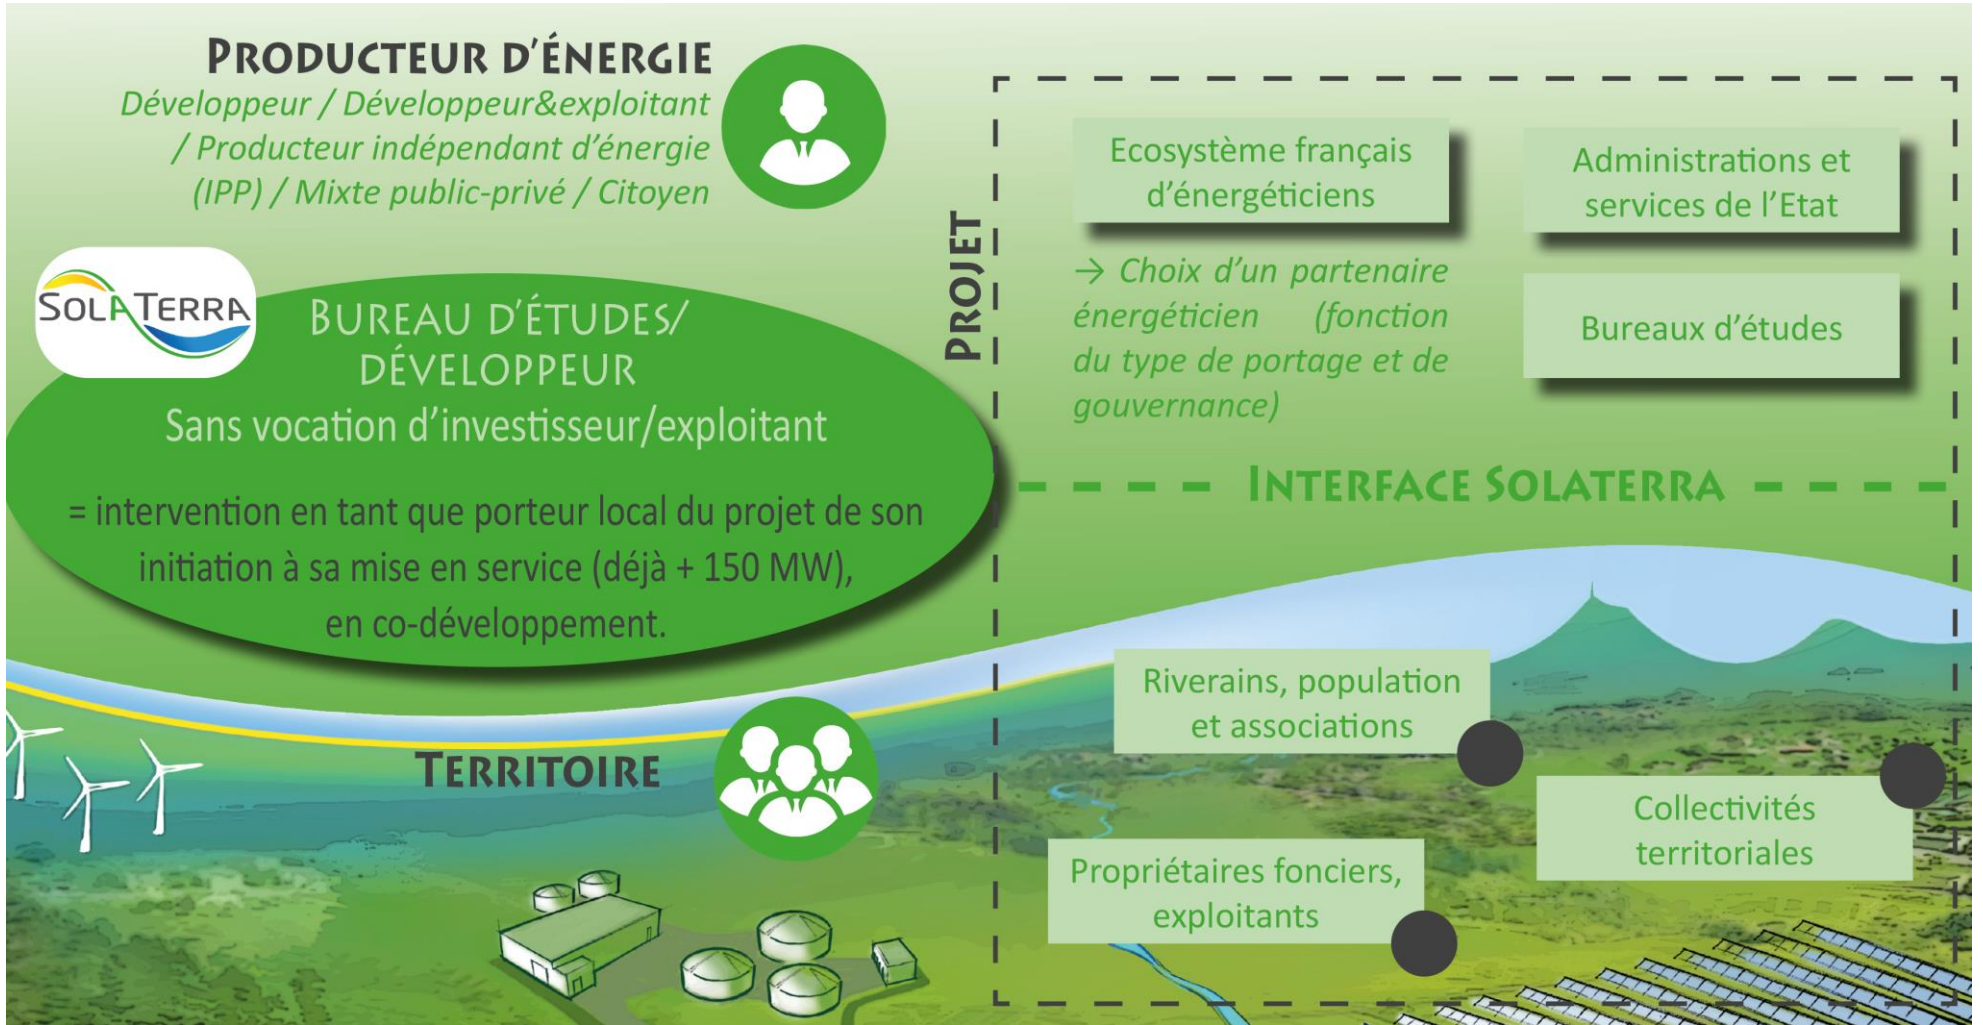 PRODUCTEUR D'ÉNERGIE
Développeur / Développeur&exploitant
/ Producteur indépendant d'énergie
(IPP) / Mixte public-privé / Citoyen
SOLATERRA
BUREAU D'ÉTUDES/
DÉVELOPPEUR
Sans vocation d'investisseur/exploitant
= intervention en tant que porteur local du projet de son
initiation à sa mise en service (déjà + 150 MW),
en co-développement.
TERRITOIRE
PROJET
Ecosystème français
d'énergéticiens
→ Choix d'un partenaire
énergéticien (fonction
du type de portage et de
gouvernance)
Administrations et
services de l'Etat
Bureaux d'études
INTERFACE SOLATERRA
Riverains, population
et associations
Collectivités
territoriales
Propriétaires fonciers,
exploitants